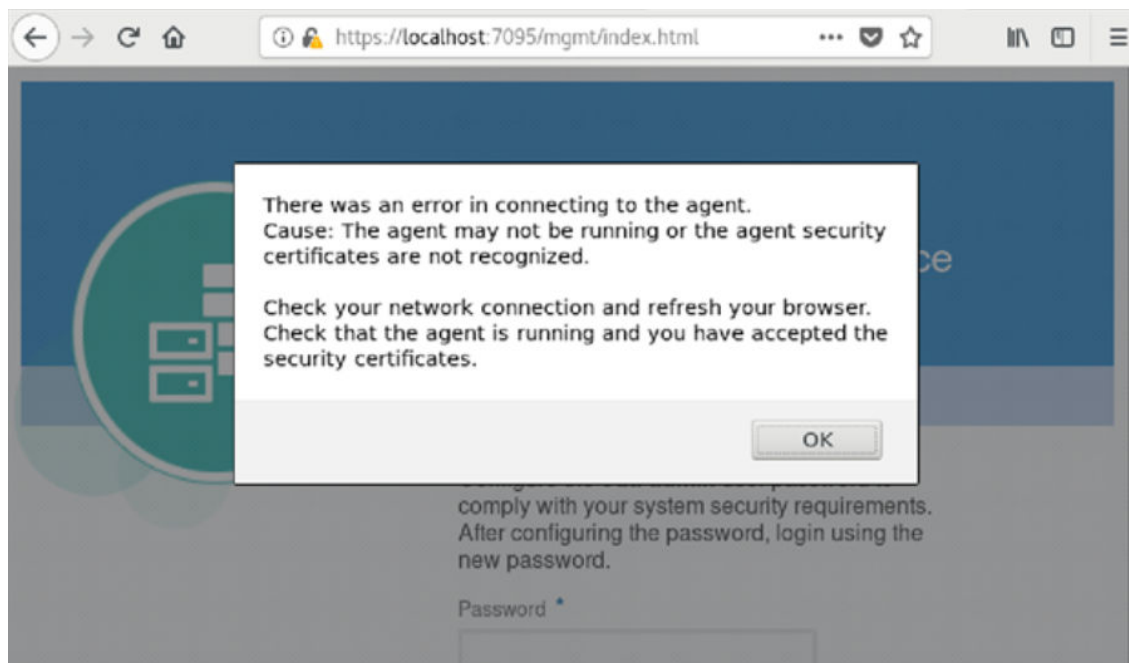 https://localhost:7095/mgmt/index.html
There was an error in connecting to the agent.
Cause: The agent may not be running or the agent security
certificates are not recognized.
Check your network connection and refresh your browser.
Check that the agent is running and you have accepted the
security certificates.
OK
comply with your system security requirements.
After configuring the password, login using the
new password.
Password *